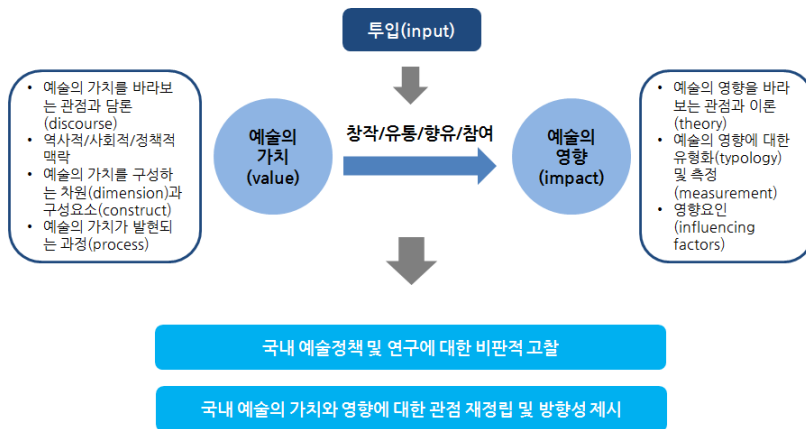 투입(input)
• 예술의 가치를 바라보
는 관점과 담론
(discourse)
• 역사적/사회적/정책적
맥락
• 예술의 가치를 구성하
는 차원(dimension)과
구성요소(construct)
• 예술의 가치가 발현되
는 과정(process)
예술의
가치
(value)
창작/유통/향유/참여
예술의
영향
(impact)
• 예술의 영향을 바라
보는 관점과 이론
(theory)
• 예술의 영향에 대한
유형화(typology)
및 측정
(measurement)
• 영향요인
(influencing
factors)
국내 예술정책 및 연구에 대한 비판적 고찰
국내 예술의 가치와 영향에 대한 관점 재정립 및 방향성 제시